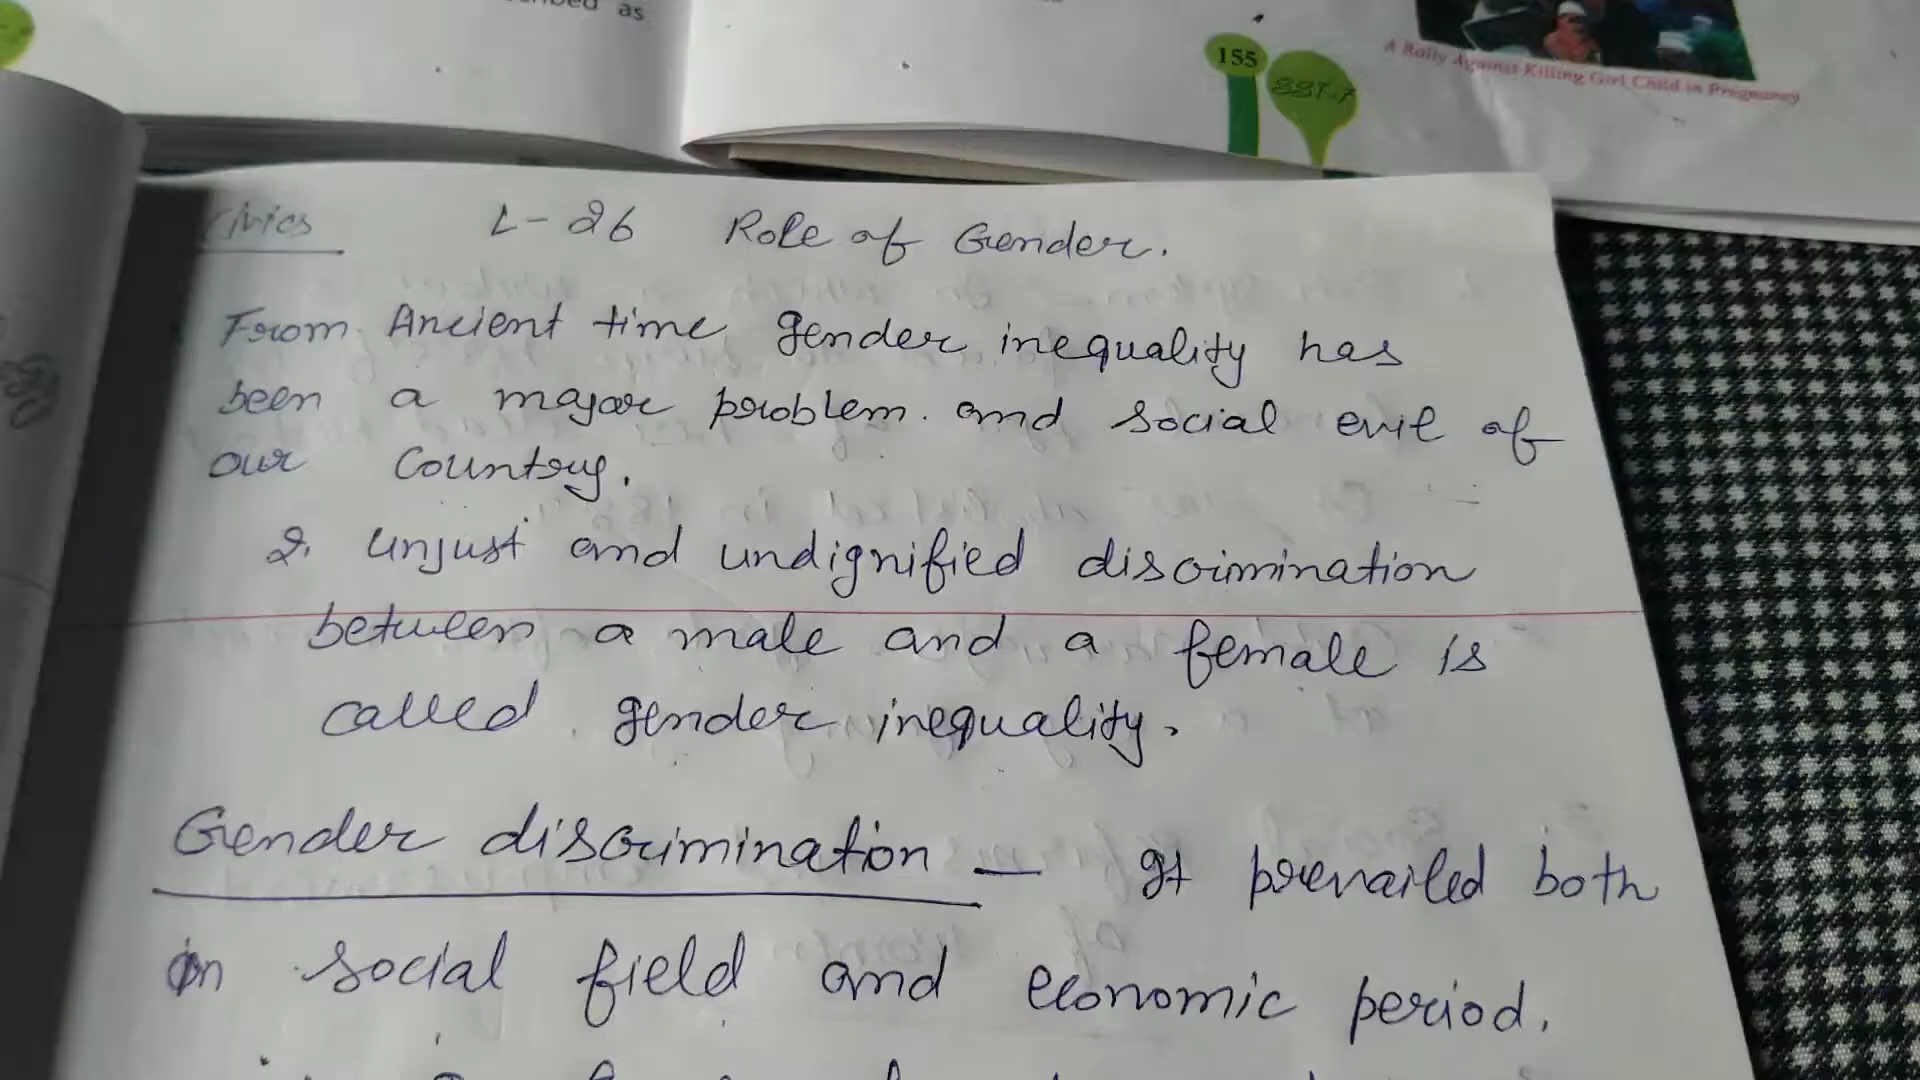 as
155
A Rally Against Killing Girl Child in Pregnancy
Civics L-26 Role of Gender.
From Ancient time gender inequality has
been a major problem. and social evil of
our Country.
2. Unjust and undignified discrimination
between a male and a female is
called gender inequality.
Gender discrimination — It prevailed both
in social field and economic period.